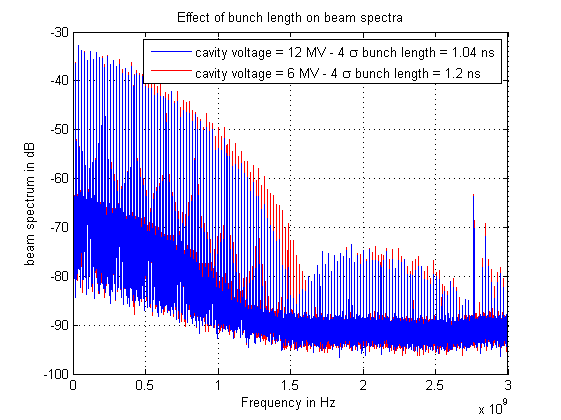 Effect of bunch length on beam spectra
cavity voltage = 12 MV - 4 σ bunch length = 1.04 ns
cavity voltage = 6 MV - 4 σ bunch length = 1.2 ns
beam spectrum in dB
-30
-40
-50
-60
-70
-80
-90
-100
0
0.5
1
1.5
2
2.5
3
Frequency in Hz
x 10⁹